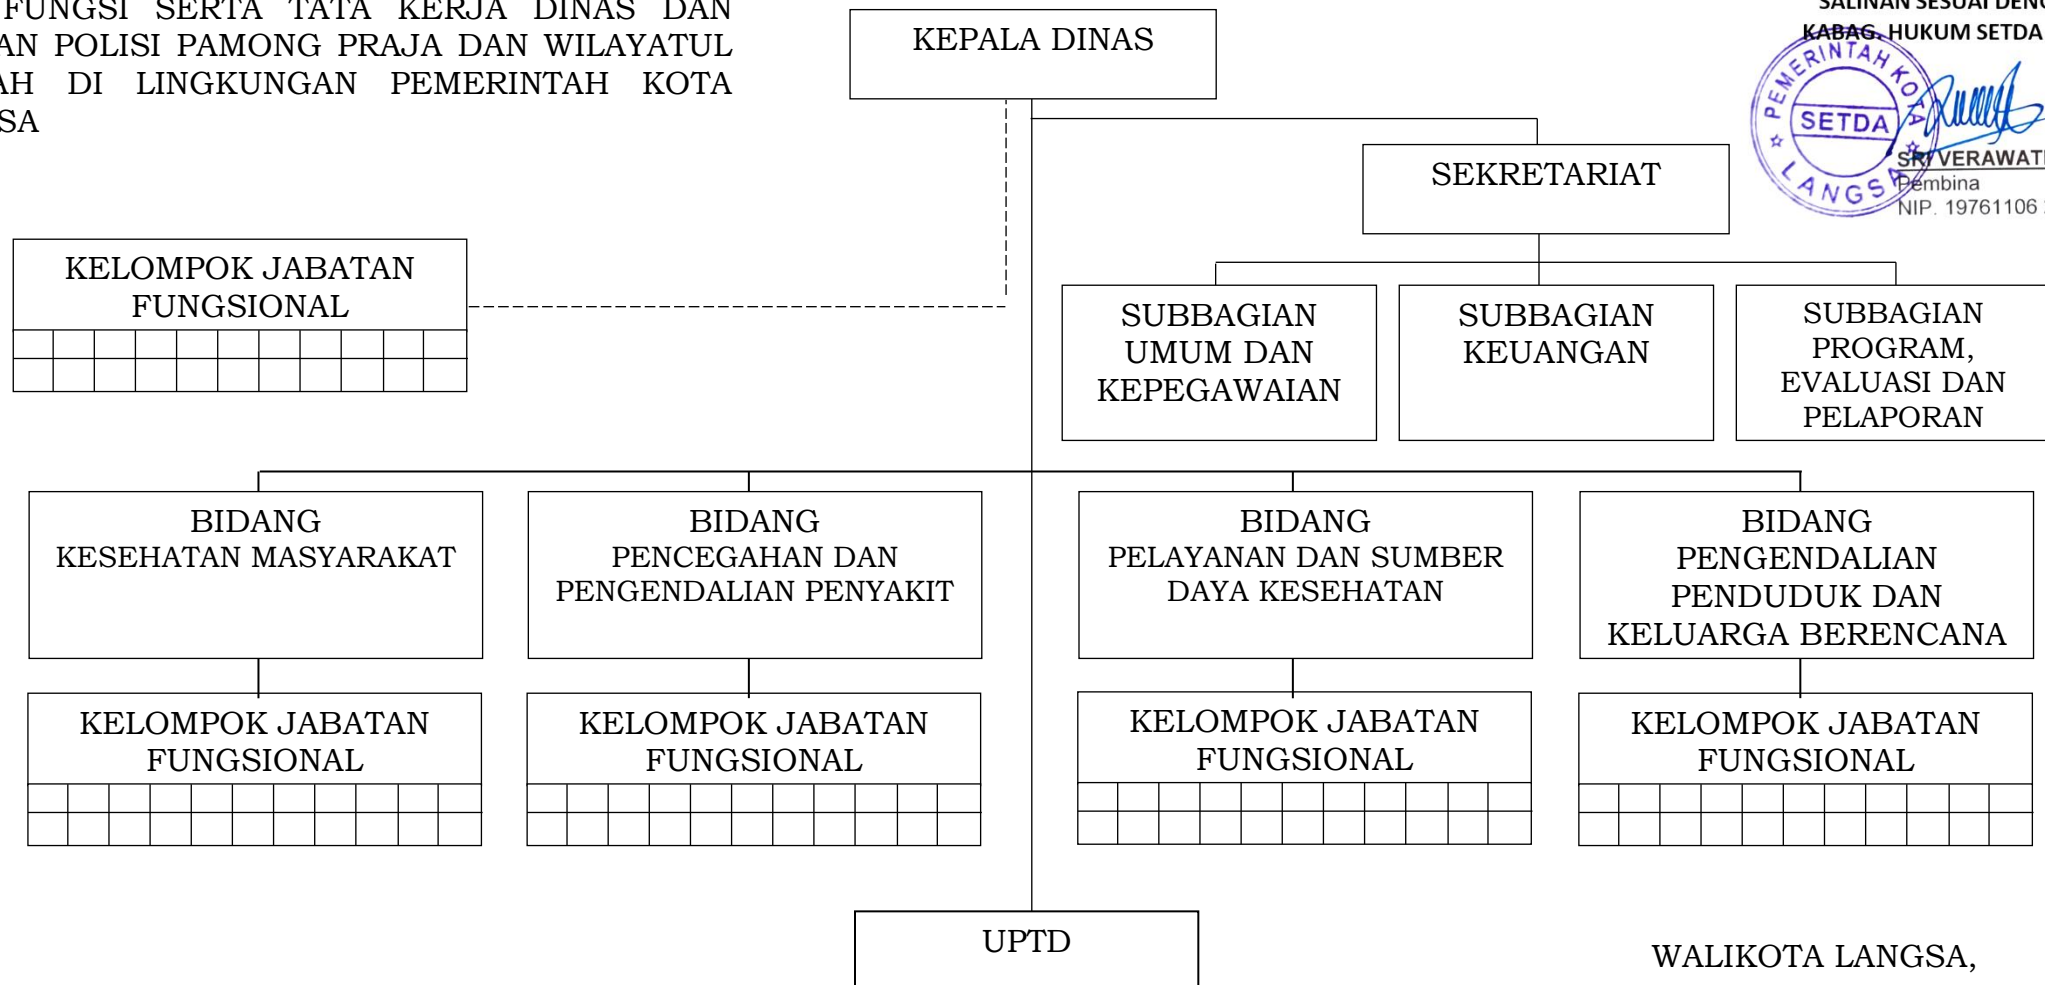 FUNGSI SERTA TATA KERJA DINAS DAN
POLISI PAMONG PRAJA DAN WILAYATUL
DI LINGKUNGAN PEMERINTAH KOTA
KEPALA DINAS
SALINAN SESUAI
KABAG. HUKUM SETDA
PEMERINTAH KOTA
SETDA
LANGSA
SRI VERAWATI
Pembina
NIP. 19761106
SEKRETARIAT
KELOMPOK JABATAN
FUNGSIONAL
SUBBAGIAN
UMUM DAN
KEPEGAWAIAN
SUBBAGIAN
KEUANGAN
SUBBAGIAN
PROGRAM,
EVALUASI DAN
PELAPORAN
BIDANG
KESEHATAN MASYARAKAT
BIDANG
PENCEGAHAN DAN
PENGENDALIAN PENYAKIT
BIDANG
PELAYANAN DAN SUMBER
DAYA KESEHATAN
BIDANG
PENGENDALIAN
PENDUDUK DAN
KELUARGA BERENCANA
KELOMPOK JABATAN
FUNGSIONAL
KELOMPOK JABATAN
FUNGSIONAL
KELOMPOK JABATAN
FUNGSIONAL
KELOMPOK JABATAN
FUNGSIONAL
UPTD
WALIKOTA LANGSA,